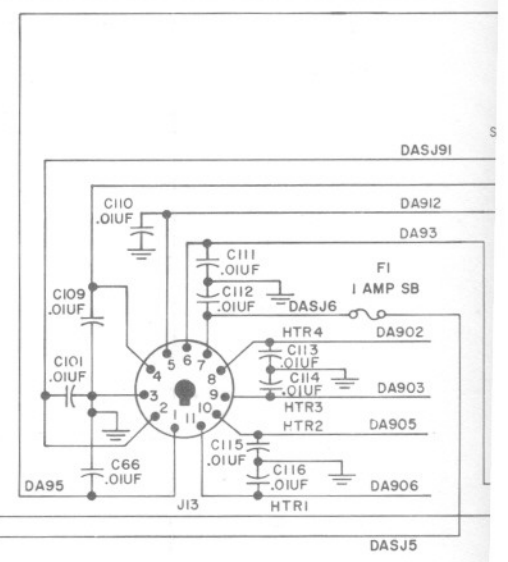 S
DASJ91
C110
.01UF
DA912
DA93
C111
.01UF
F1
1 AMP SB
C109
.01UF
C112
.01UF
DASJ6
HTR4
DA902
C101
.01UF
5
6
7
C113
.01UF
4
8
3
9
C114
.01UF
DA903
2
1
11
10
HTR3
HTR2
DA905
C115
.01UF
C66
.01UF
C116
.01UF
DA95
DA906
J13
HTR1
DASJ5